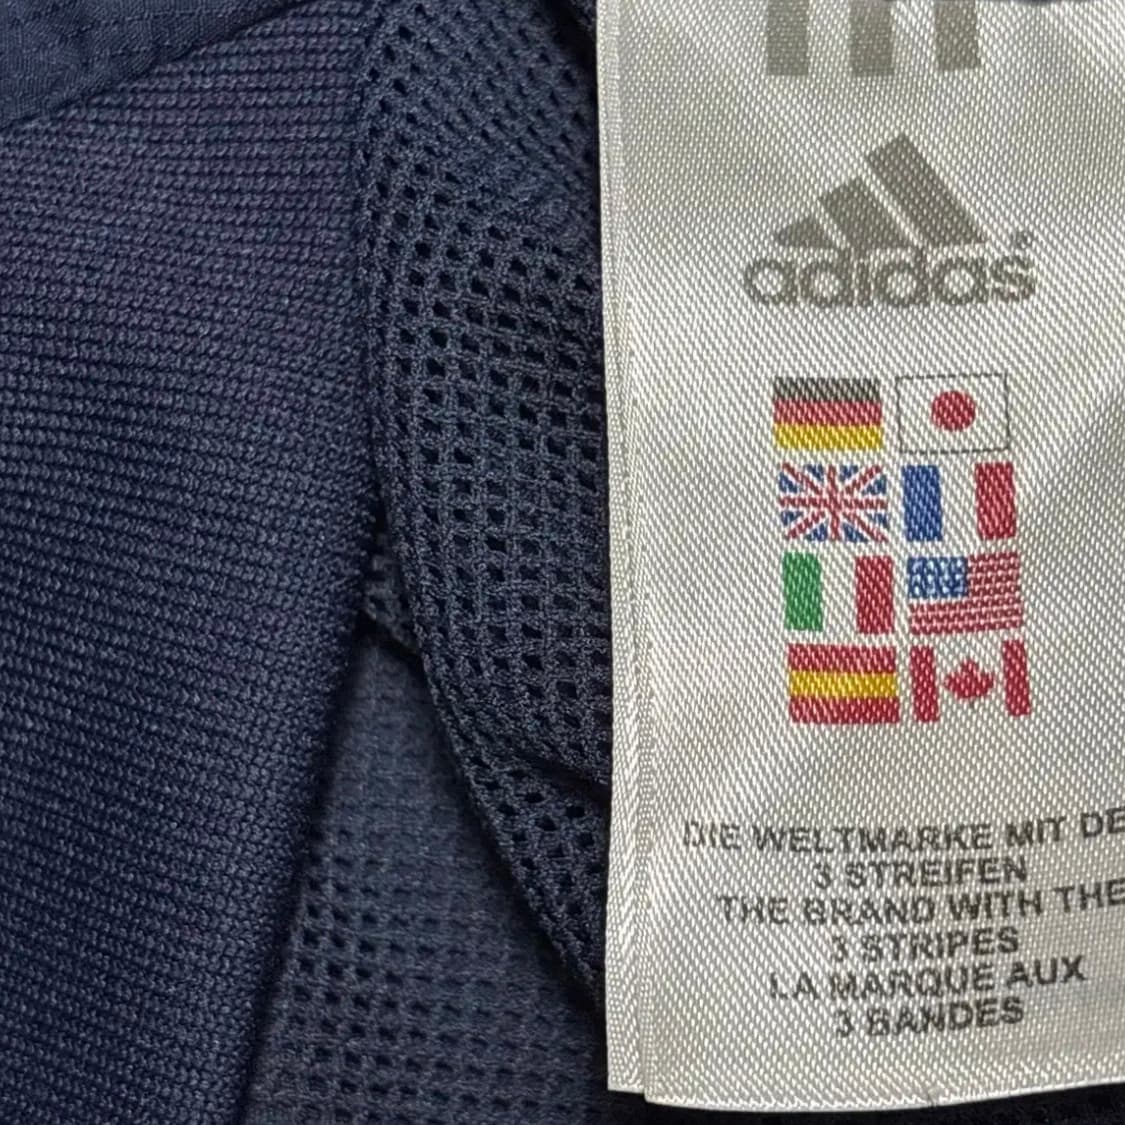 adidas®
DIE WELTMARKE MIT DE
3 STREIFEN
THE BRAND WITH THE
3 STRIPES
LA MARQUE AUX
3 BANDES